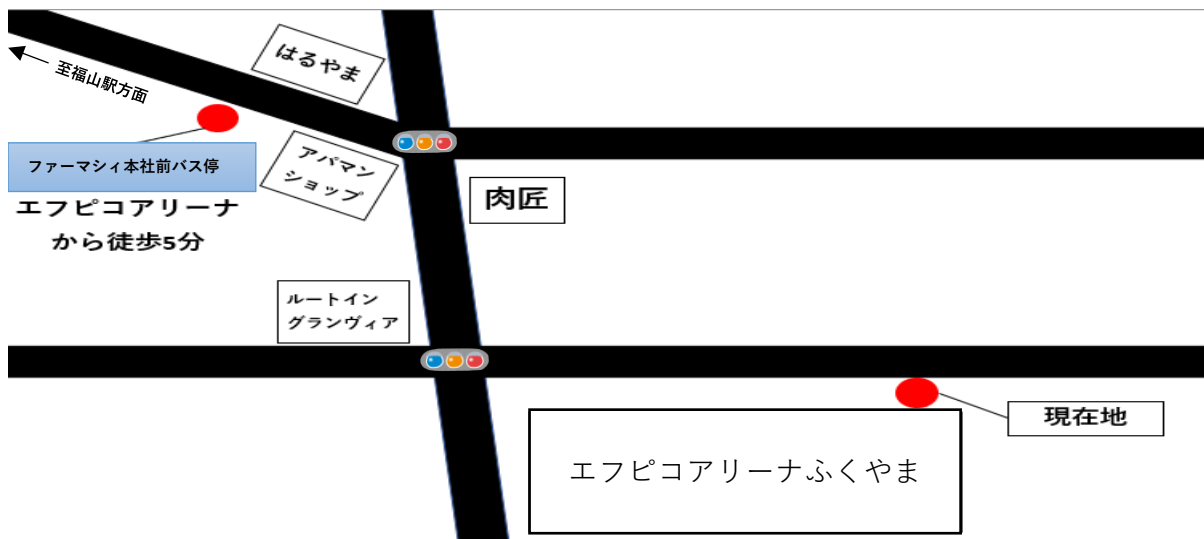 はるやま
至福山駅方面
ファーマシィ本社前バス停
アパマン
ショップ
エフピコアリーナ
から徒歩5分
肉匠
ルートイン
グランヴィア
現在地
エフピコアリーナふくやま